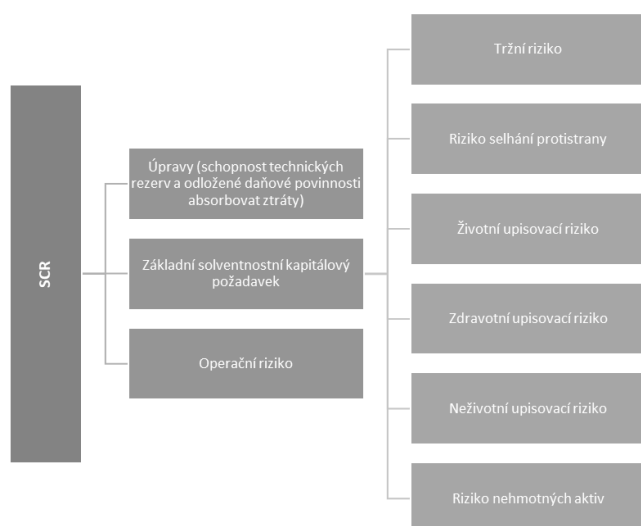 SCR
Úpravy (schopnost technických
rezerv a odložené daňové povinnosti
absorbovat ztráty)
Základní solventnostní kapitálový
požadavek
Operační riziko
Tržní riziko
Riziko selhání protistrany
Životní upisovací riziko
Zdravotní upisovací riziko
Neživotní upisovací riziko
Riziko nehmotných aktiv